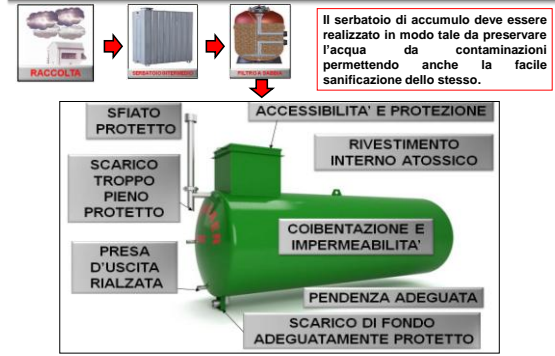 RACCOLTA
SERBATOIO INTERMEDIO
FILTRO A SABBIA
Il serbatoio di accumulo deve essere
realizzato in modo tale da preservare
l'acqua da contaminazioni
permettendo anche la facile
sanificazione dello stesso.
SFIATO
PROTETTO
ACCESSIBILITA' E PROTEZIONE
RIVESTIMENTO
INTERNO ATOSSICO
SCARICO
TROPPO
PIENO
PROTETTO
COIBENTAZIONE E
IMPERMEABILITA'
PRESA
D'USCITA
RIALZATA
PENDENZA ADEGUATA
SCARICO DI FONDO
ADEGUATAMENTE PROTETTO